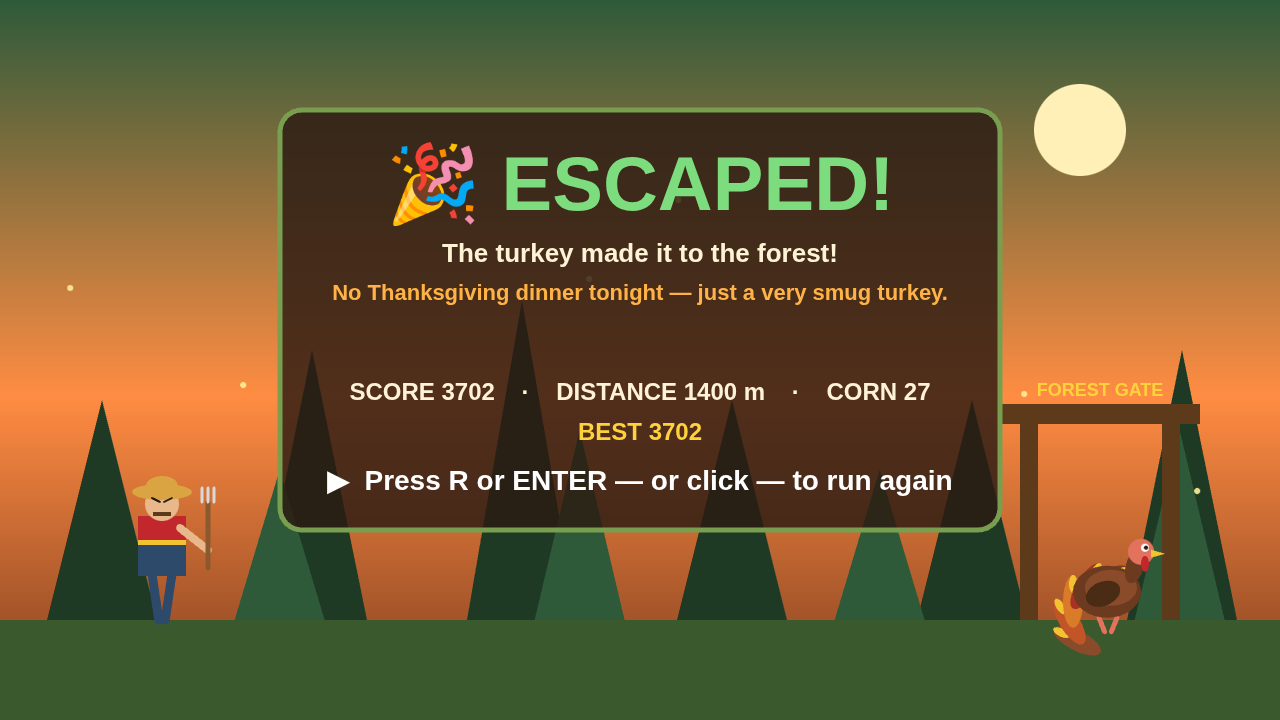 🎉 ESCAPED!
The turkey made it to the forest!
No Thanksgiving dinner tonight — just a very smug turkey.
SCORE 3702 · DISTANCE 1400 m · CORN 27
FOREST GATE
BEST 3702
▶ Press R or ENTER — or click — to run again